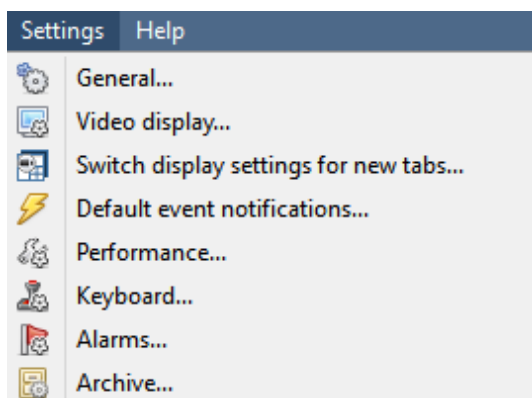 Settings Help
General...
Video display...
Switch display settings for new tabs...
Default event notifications...
Performance...
Keyboard...
Alarms...
Archive...